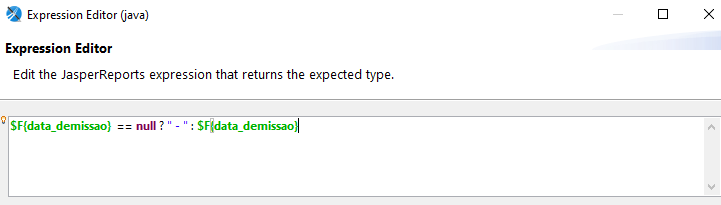 Expression Editor (java)
Expression Editor
Edit the JasperReports expression that returns the expected type.
$F{data_demissao} == null ? " - " : $F{data_demissao}